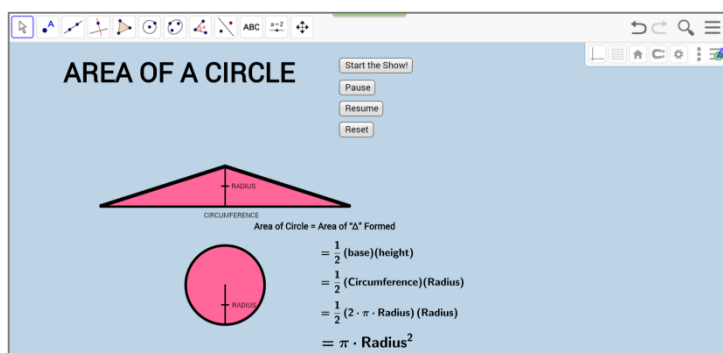 A
ABC
a=2
AREA OF A CIRCLE
Start the Show!
Pause
Resume
Reset
RADIUS
CIRCUMFERENCE
Area of Circle = Area of "Δ" Formed
= 1/2 (base)(height)
RADIUS
= 1/2 (Circumference)(Radius)
= 1/2 (2 · π · Radius) (Radius)
= π · Radius²